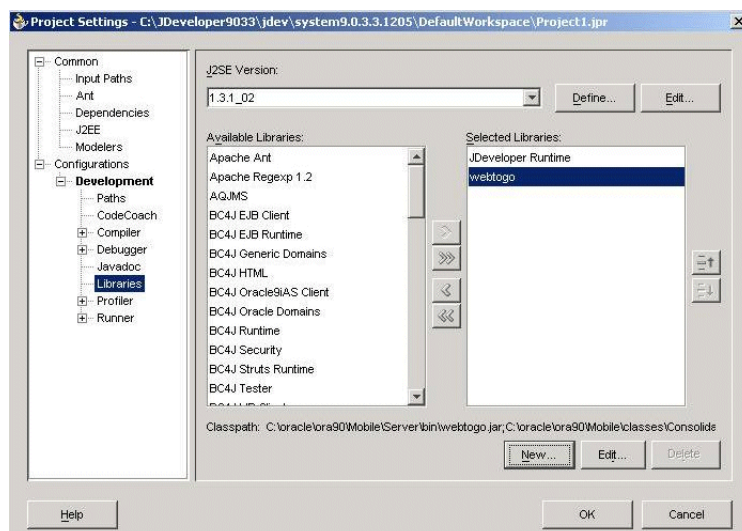 Project Settings - C:\JDeveloper9033\jdev\system9.0.3.3.1205\DefaultWorkspace\Project1.jpr
Common
Input Paths
Ant
Dependencies
J2EE
Modelers
Configurations
Development
Paths
CodeCoach
Compiler
Debugger
Javadoc
Libraries
Profiler
Runner
J2SE Version:
1.3.1_02
Define...
Edit...
Available Libraries:
Apache Ant
Apache Regexp 1.2
AQJMS
BC4J EJB Client
BC4J EJB Runtime
BC4J Generic Domains
BC4J HTML
BC4J Oracle9iAS Client
BC4J Oracle Domains
BC4J Runtime
BC4J Security
BC4J Struts Runtime
BC4J Tester
Selected Libraries:
JDeveloper Runtime
webtogo
Classpath: C:\oracle\ora90\Mobile\Server\bin\webtogo.jar;C:\oracle\ora90\Mobile\classes\Consolida
New...
Edit...
Delete
Help
OK
Cancel